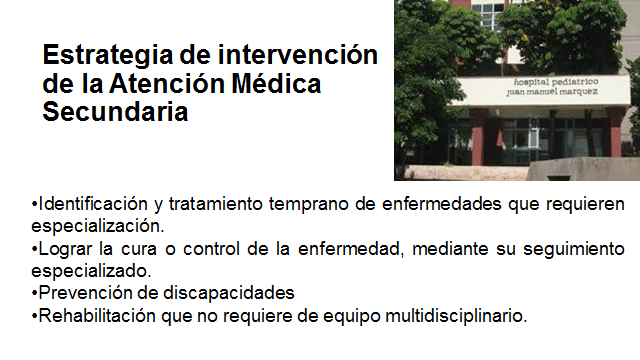 Estrategia de intervención
de la Atención Médica
Secundaria
hospital pediatrico
juan manuel marquez
•Identificación y tratamiento temprano de enfermedades que requieren
especialización.
•Lograr la cura o control de la enfermedad, mediante su seguimiento
especializado.
•Prevención de discapacidades
•Rehabilitación que no requiere de equipo multidisciplinario.